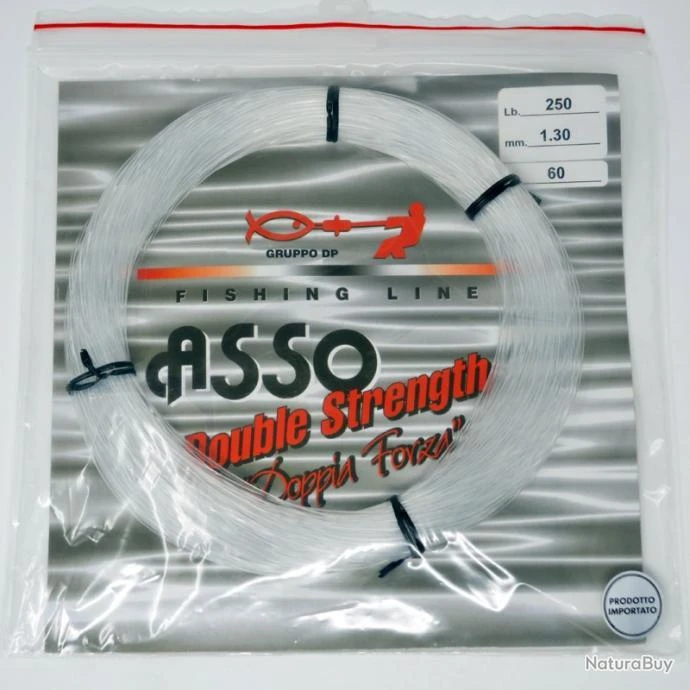 Lb. 250
mm. 1.30
60
GRUPPO DP
FISHING LINE
ASSO
Double Strength
"Doppia Forza"
PRODOTTO
IMPORTATO
NaturaBuy